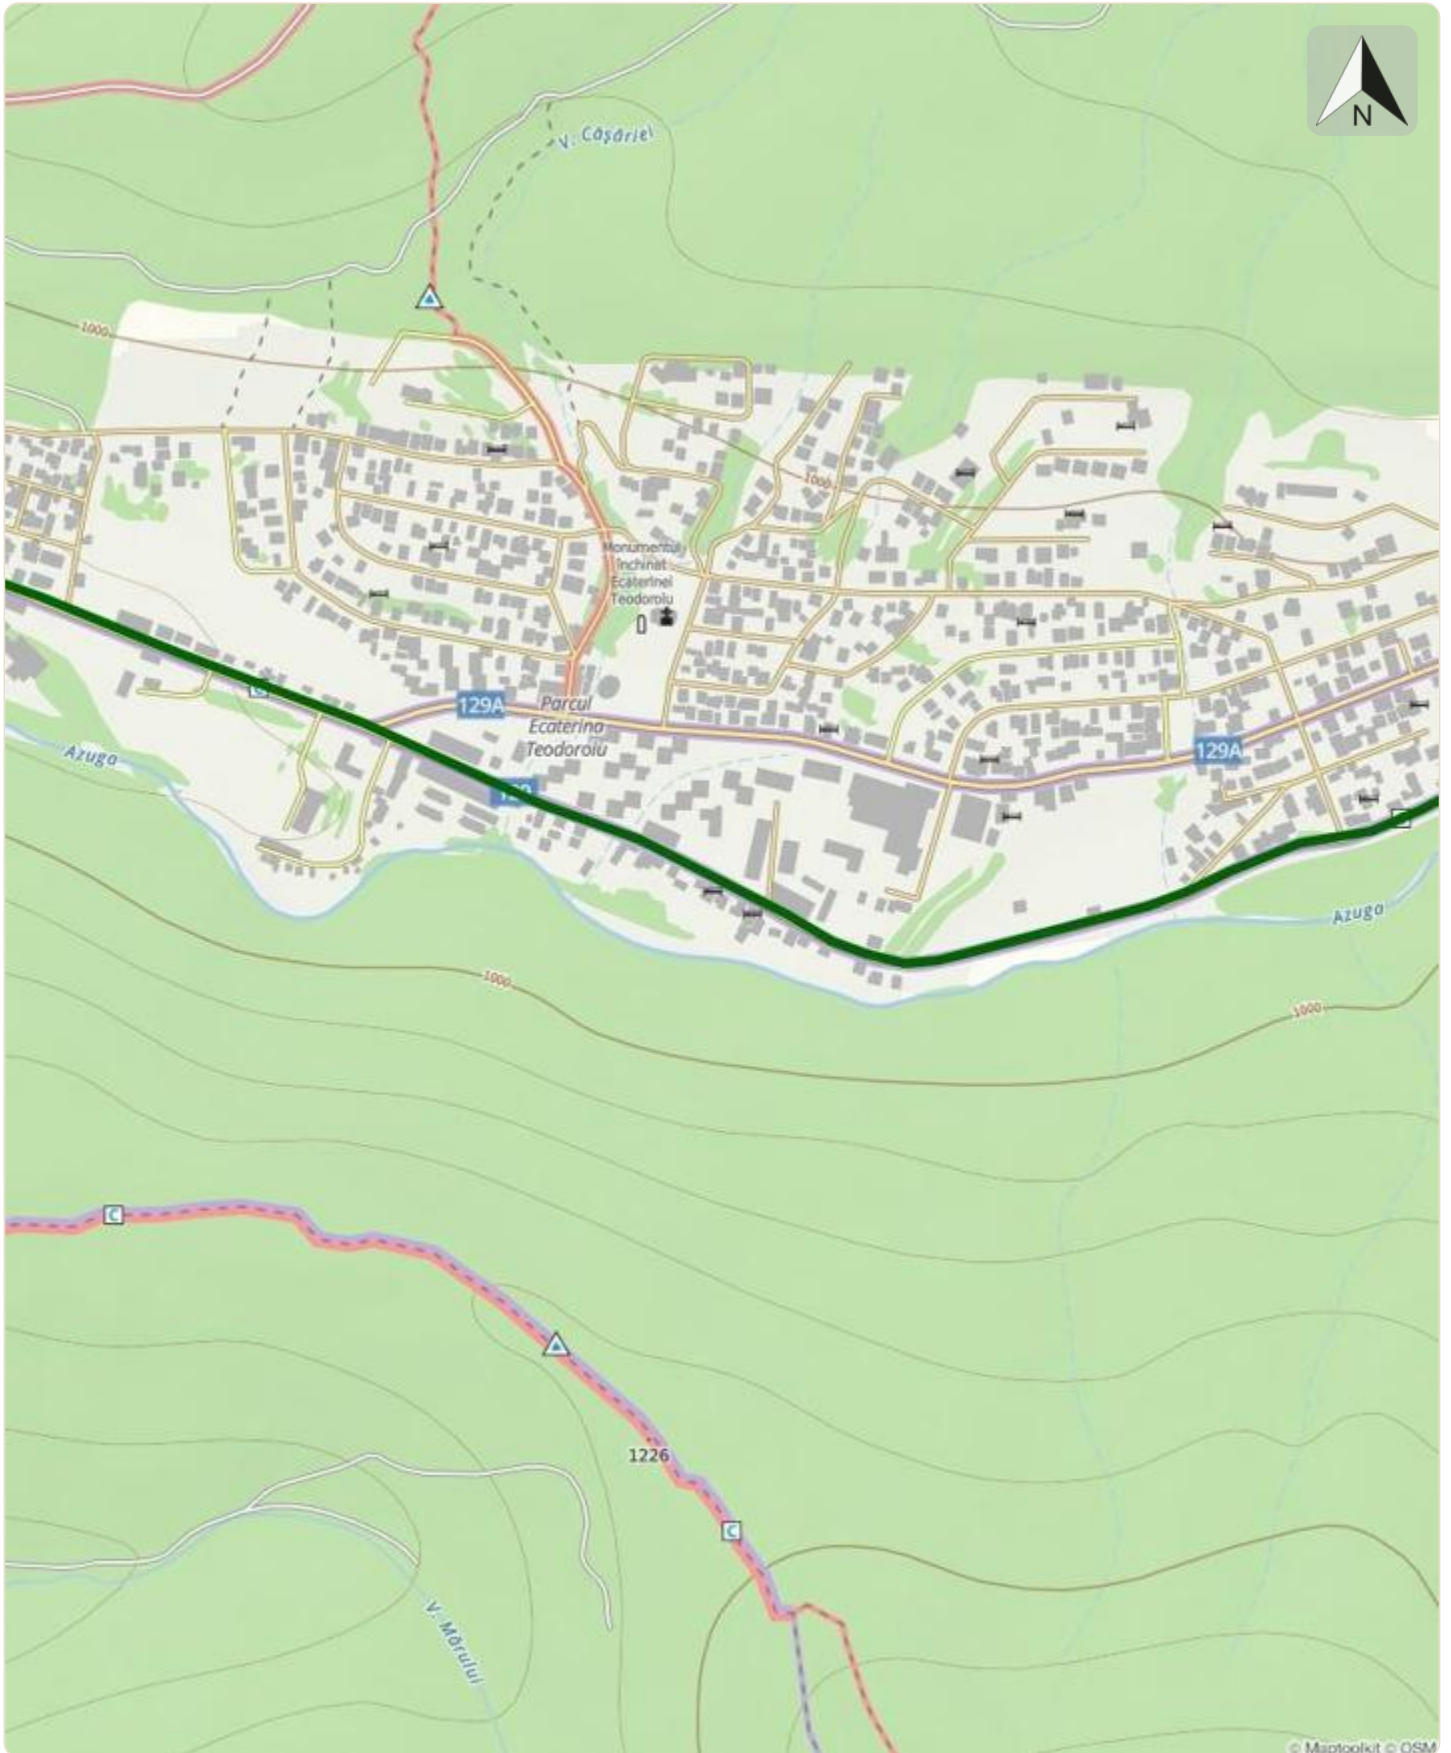 N
V. Cășăriei
1000
1000
Monumentul
Închinat
Ecaterinei
Teodoroiu
129A
Parcul
Ecaterina
Teodoroiu
129A
Azuga
Azuga
1000
1000
C
1226
C
V. Mărului
© Maptoolkit © OSM